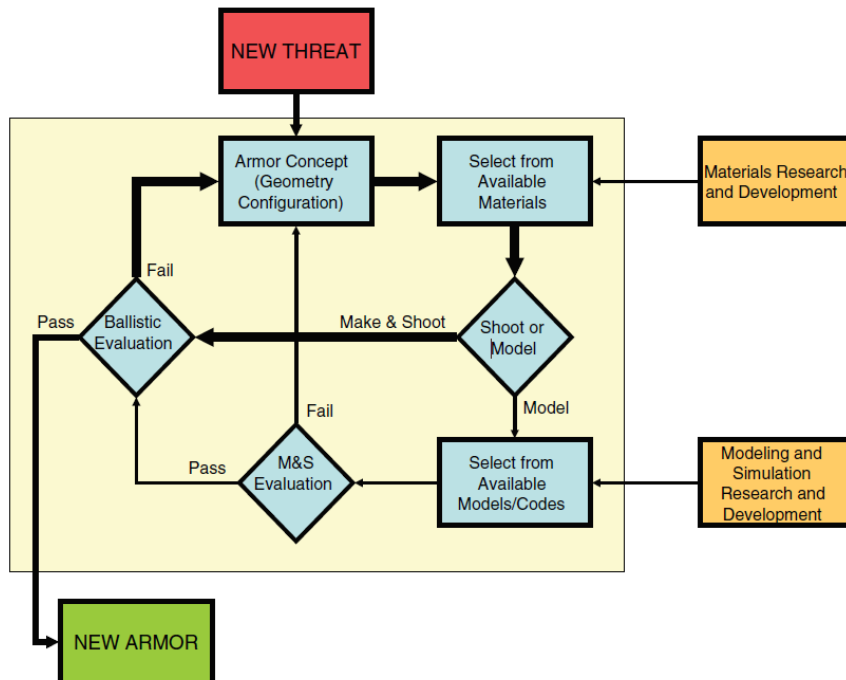 NEW THREAT
Armor Concept
(Geometry
Configuration)
Select from
Available
Materials
Materials Research
and Development
Fail
Pass
Ballistic
Evaluation
Make & Shoot
Shoot or
Model
Fail
Model
Pass
M&S
Evaluation
Select from
Available
Models/Codes
Modeling and
Simulation
Research and
Development
NEW ARMOR